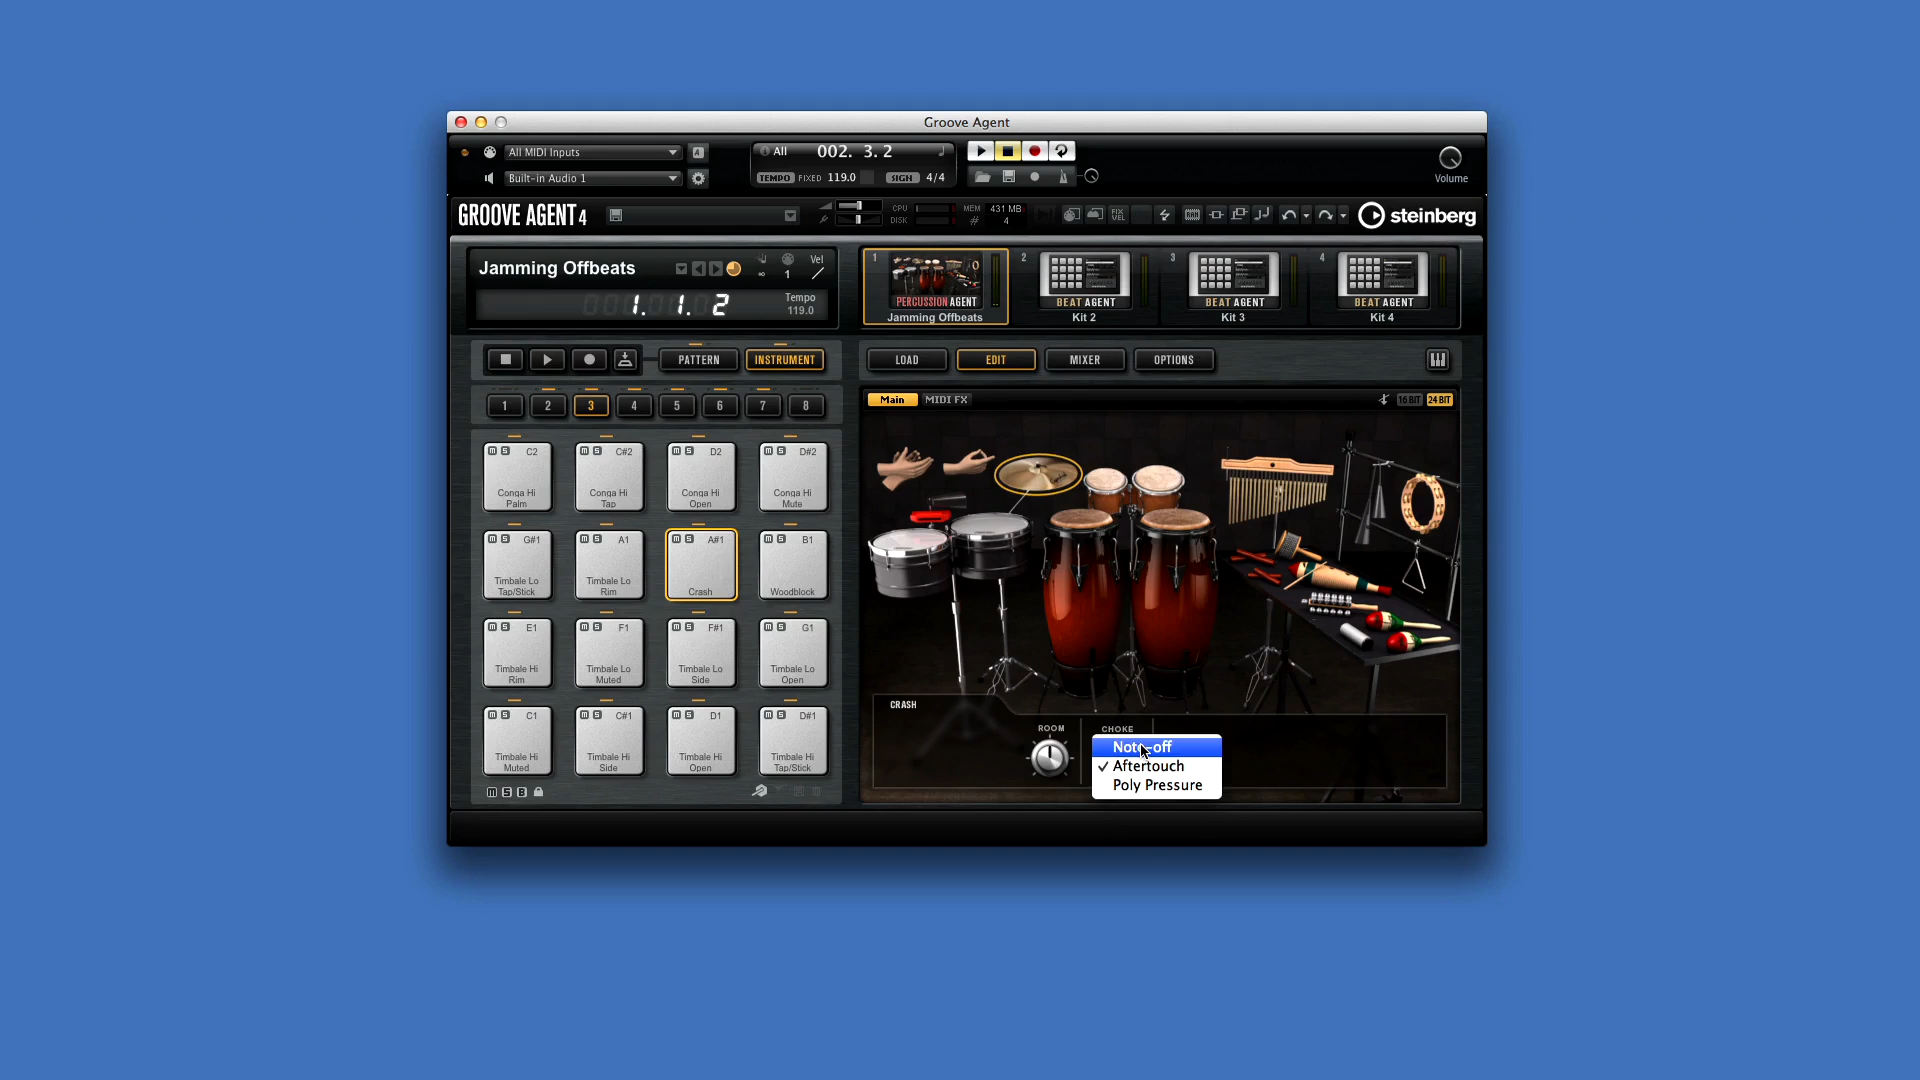 Groove Agent
All MIDI Inputs
All 002. 3. 2
Volume
Built-in Audio 1
TEMPO FIXED 119.0 SIGN 4/4
GROOVE AGENT 4
CPU
DISK
MEM 431 MB
# 4
FIX VEL
steinberg
Jamming Offbeats
1
Vel
1. 1. 2
Tempo
119.0
1 PERCUSSION AGENT
Jamming Offbeats
2 BEAT AGENT
Kit 2
3 BEAT AGENT
Kit 3
4 BEAT AGENT
Kit 4
PATTERN INSTRUMENT
LOAD EDIT MIXER OPTIONS
1 2 3 4 5 6 7 8
Main MIDI FX
16 BIT 24 BIT
M S C2
Conga Hi
Palm
M S C#2
Conga Hi
Tap
M S D2
Conga Hi
Open
M S D#2
Conga Hi
Mute
M S G#1
Timbale Lo
Tap/Stick
M S A1
Timbale Lo
Rim
M S A#1
Crash
M S B1
Woodblock
M S E1
Timbale Hi
Rim
M S F1
Timbale Lo
Muted
M S F#1
Timbale Lo
Side
M S G1
Timbale Lo
Open
M S C1
Timbale Hi
Muted
M S C#1
Timbale Hi
Side
M S D1
Timbale Hi
Open
M S D#1
Timbale Hi
Tap/Stick
M S B
CRASH
ROOM
CHOKE
Note-off
✓ Aftertouch
Poly Pressure